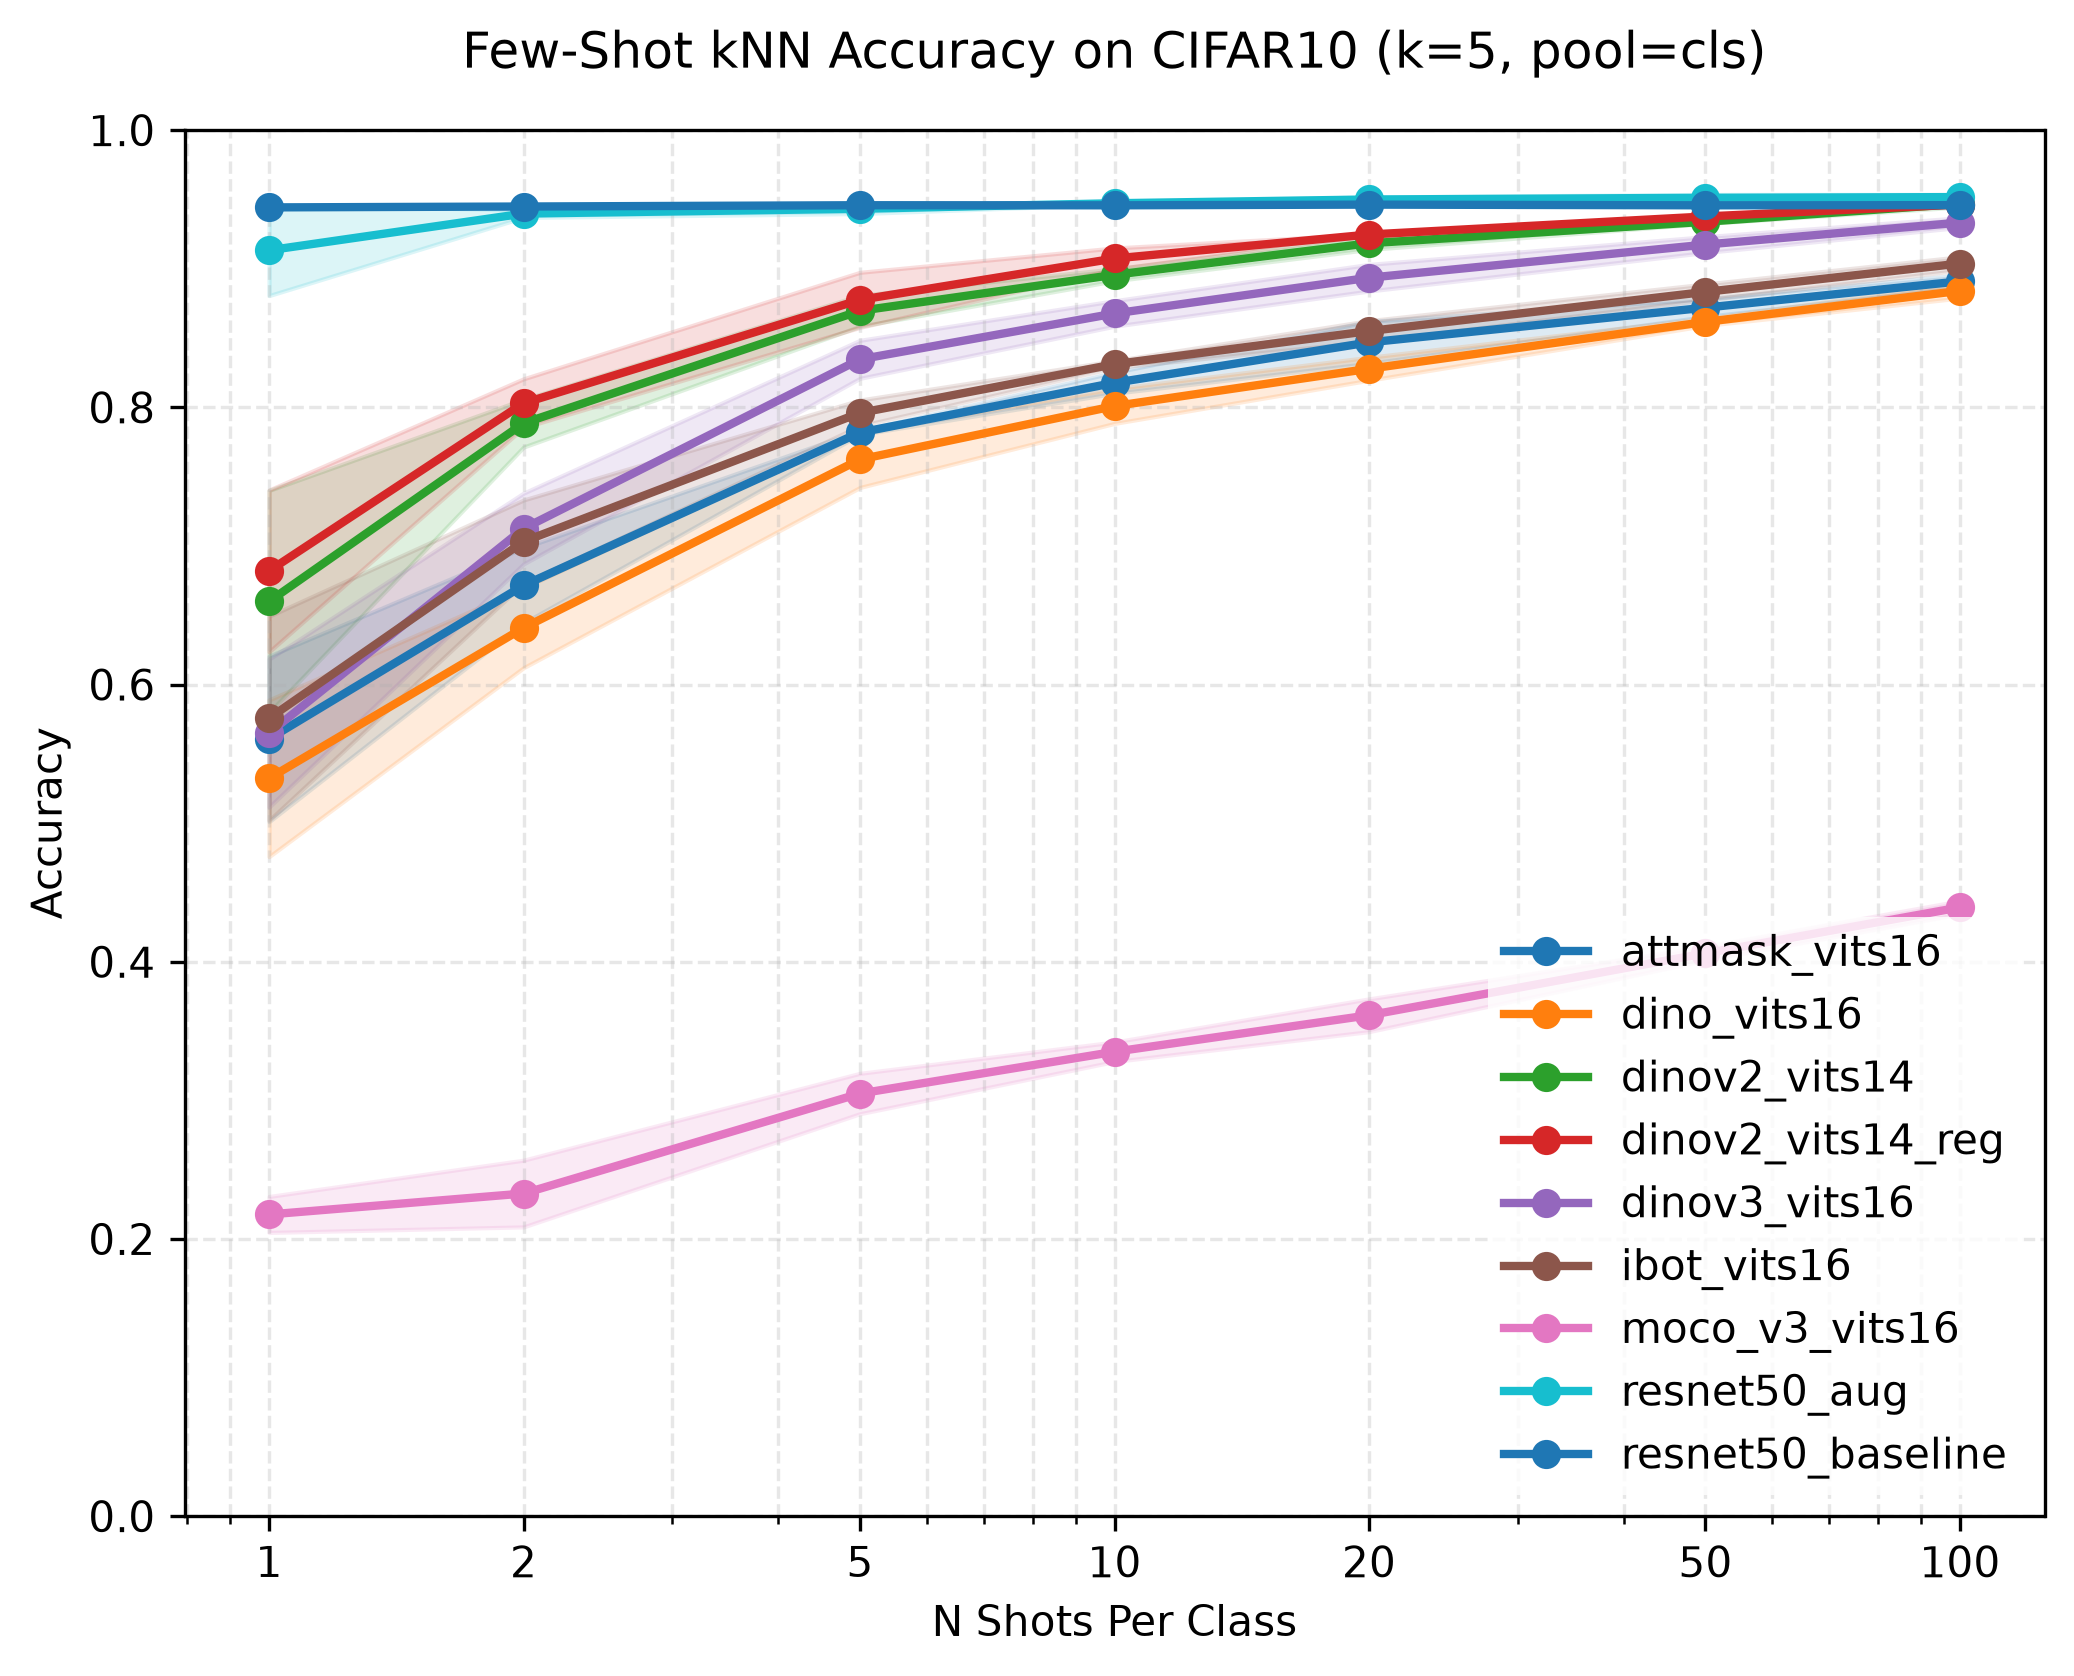 Few-Shot kNN Accuracy on CIFAR10 (k=5, pool=cls)
1.0
0.8
0.6
0.4
0.2
0.0
Accuracy
1 2 5 10 20 50 100
N Shots Per Class
attmask_vits16
dino_vits16
dinov2_vits14
dinov2_vits14_reg
dinov3_vits16
ibot_vits16
moco_v3_vits16
resnet50_aug
resnet50_baseline